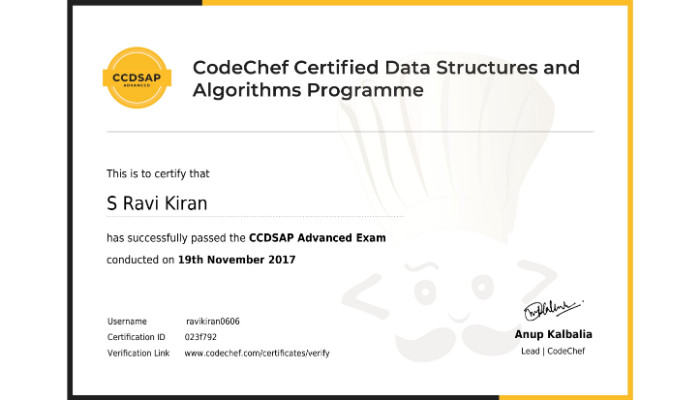 CCDSAP
ADVANCED
CodeChef Certified Data Structures and
Algorithms Programme
This is to certify that
S Ravi Kiran
has successfully passed the CCDSAP Advanced Exam
conducted on 19th November 2017
Username ravikiran0606
Certification ID 023f792
Verification Link www.codechef.com/certificates/verify
Anup Kalbalia
Lead | CodeChef